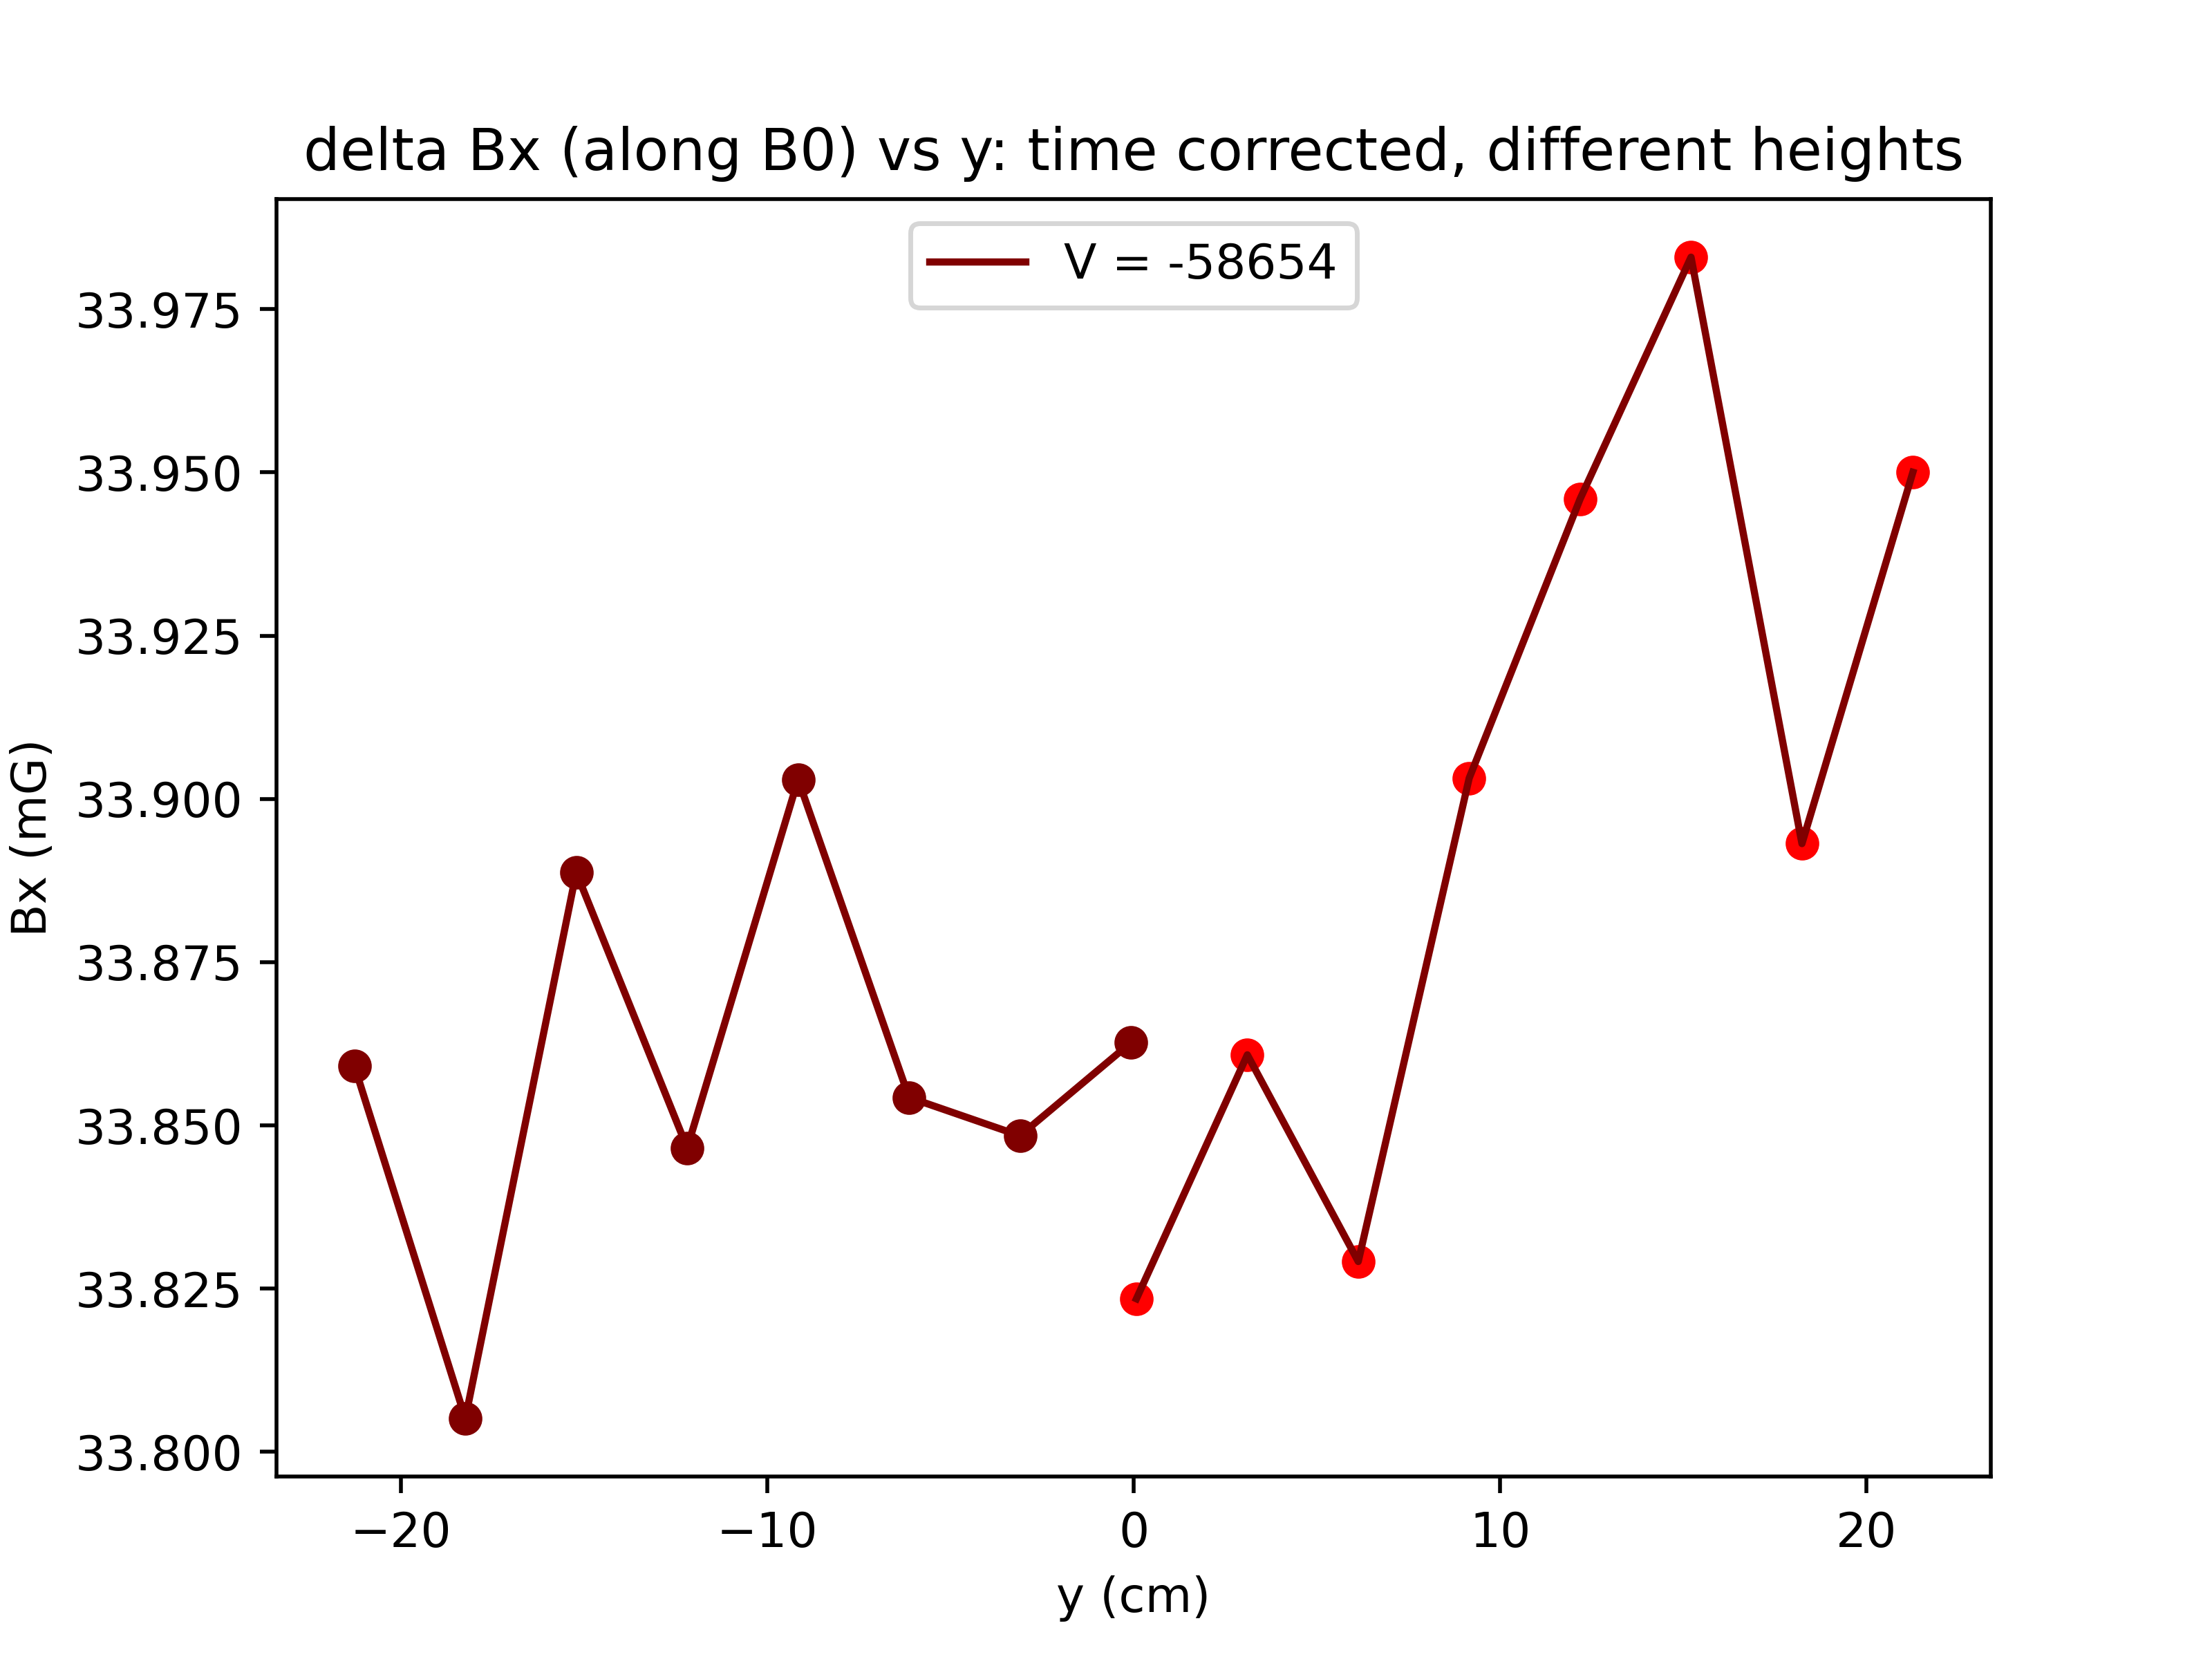 delta Bx (along B0) vs y: time corrected, different heights
V = -58654
33.975
33.950
33.925
33.900
33.875
33.850
33.825
33.800
Bx (mG)
−20 −10 0 10 20
y (cm)